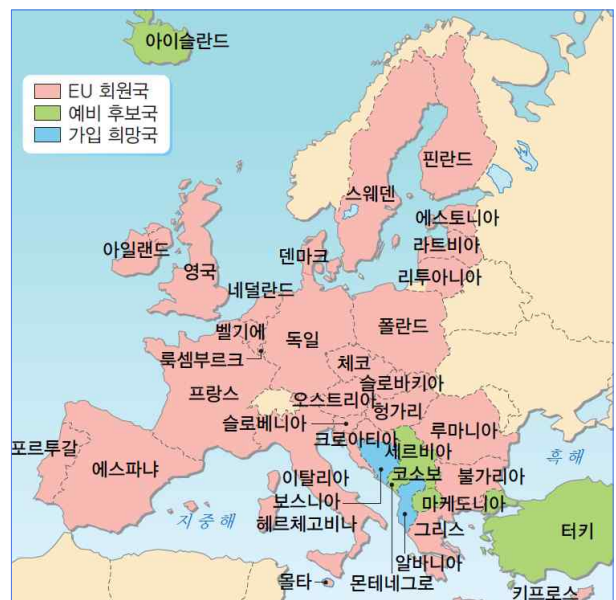 아이슬란드
EU 회원국
예비 후보국
가입 희망국
핀란드
스웨덴
에스토니아
라트비아
리투아니아
아일랜드
영국
덴마크
네덜란드
벨기에
룩셈부르크
독일
폴란드
체코
슬로바키아
오스트리아
헝가리
프랑스
슬로베니아
크로아티아
루마니아
세르비아
코소보
흑해
포르투갈
에스파냐
이탈리아
불가리아
보스니아
헤르체고비나
마케도니아
지중해
그리스
터키
알바니아
몰타
몬테네그로
키프로스